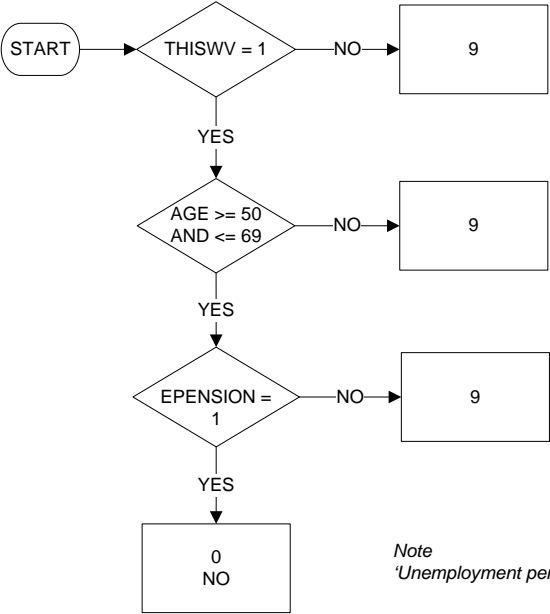 START
THISWV = 1
NO
9
YES
AGE >= 50
AND <= 69
NO
9
YES
EPENSION =
1
NO
9
YES
0
NO
Note
‘Unemployment